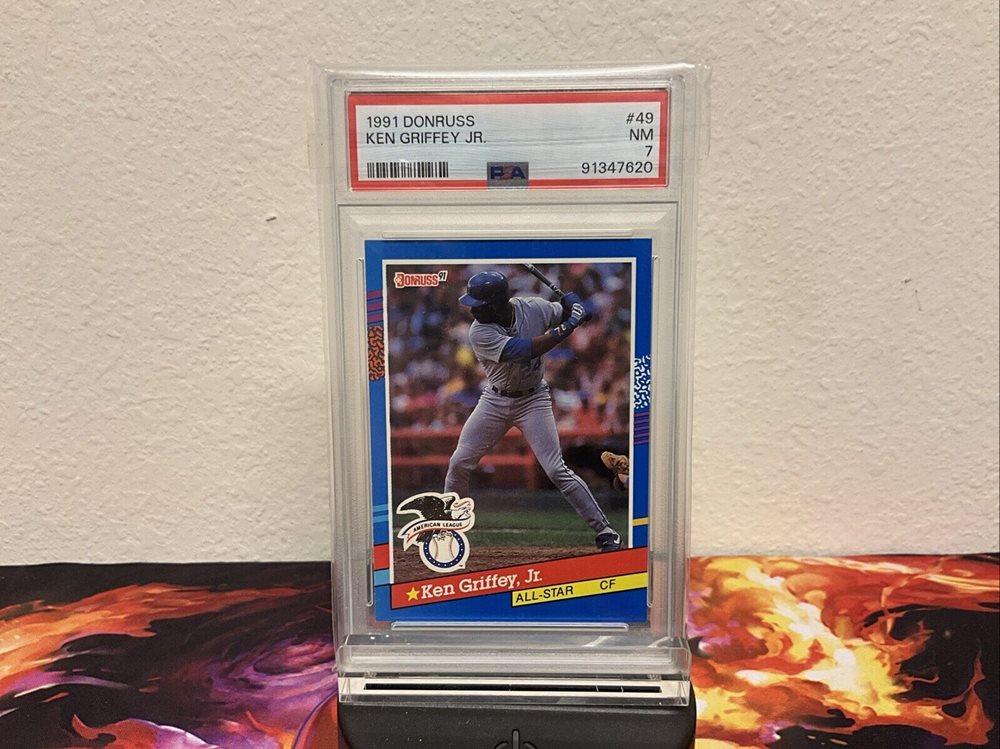 1991 DONRUSS #49
KEN GRIFFEY JR. NM
7
PSA 91347620
DONRUSS 91
AMERICAN LEAGUE
Ken Griffey, Jr.
ALL-STAR CF